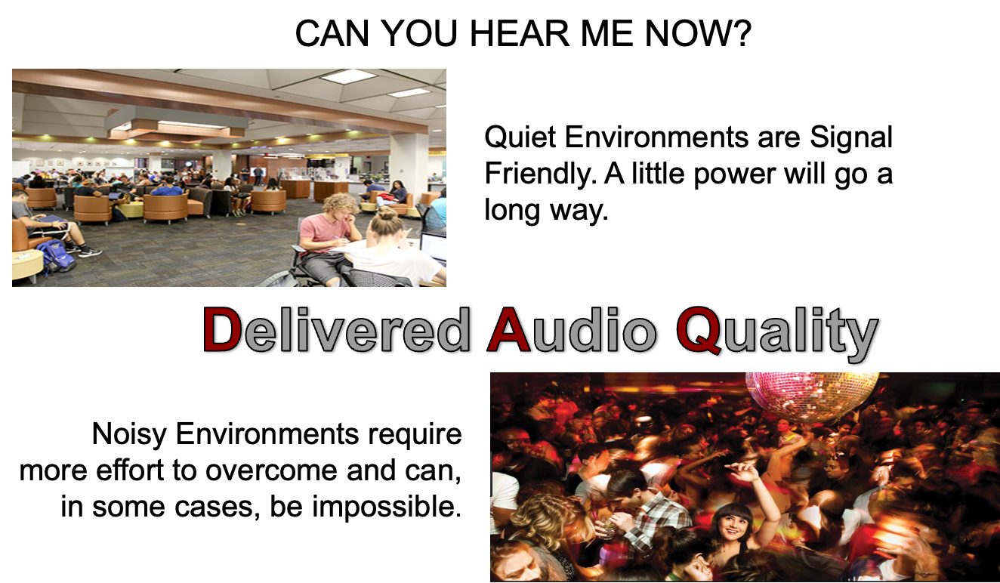 CAN YOU HEAR ME NOW?
Quiet Environments are Signal
Friendly. A little power will go a
long way.
Delivered Audio Quality
Noisy Environments require
more effort to overcome and can,
in some cases, be impossible.